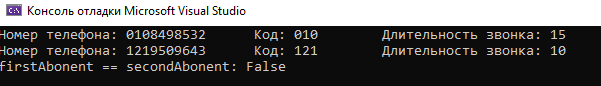 Консоль отладки Microsoft Visual Studio
Номер телефона: 0108498532 Код: 010 Длительность звонка: 15
Номер телефона: 1219509643 Код: 121 Длительность звонка: 10
firstAbonent == secondAbonent: False